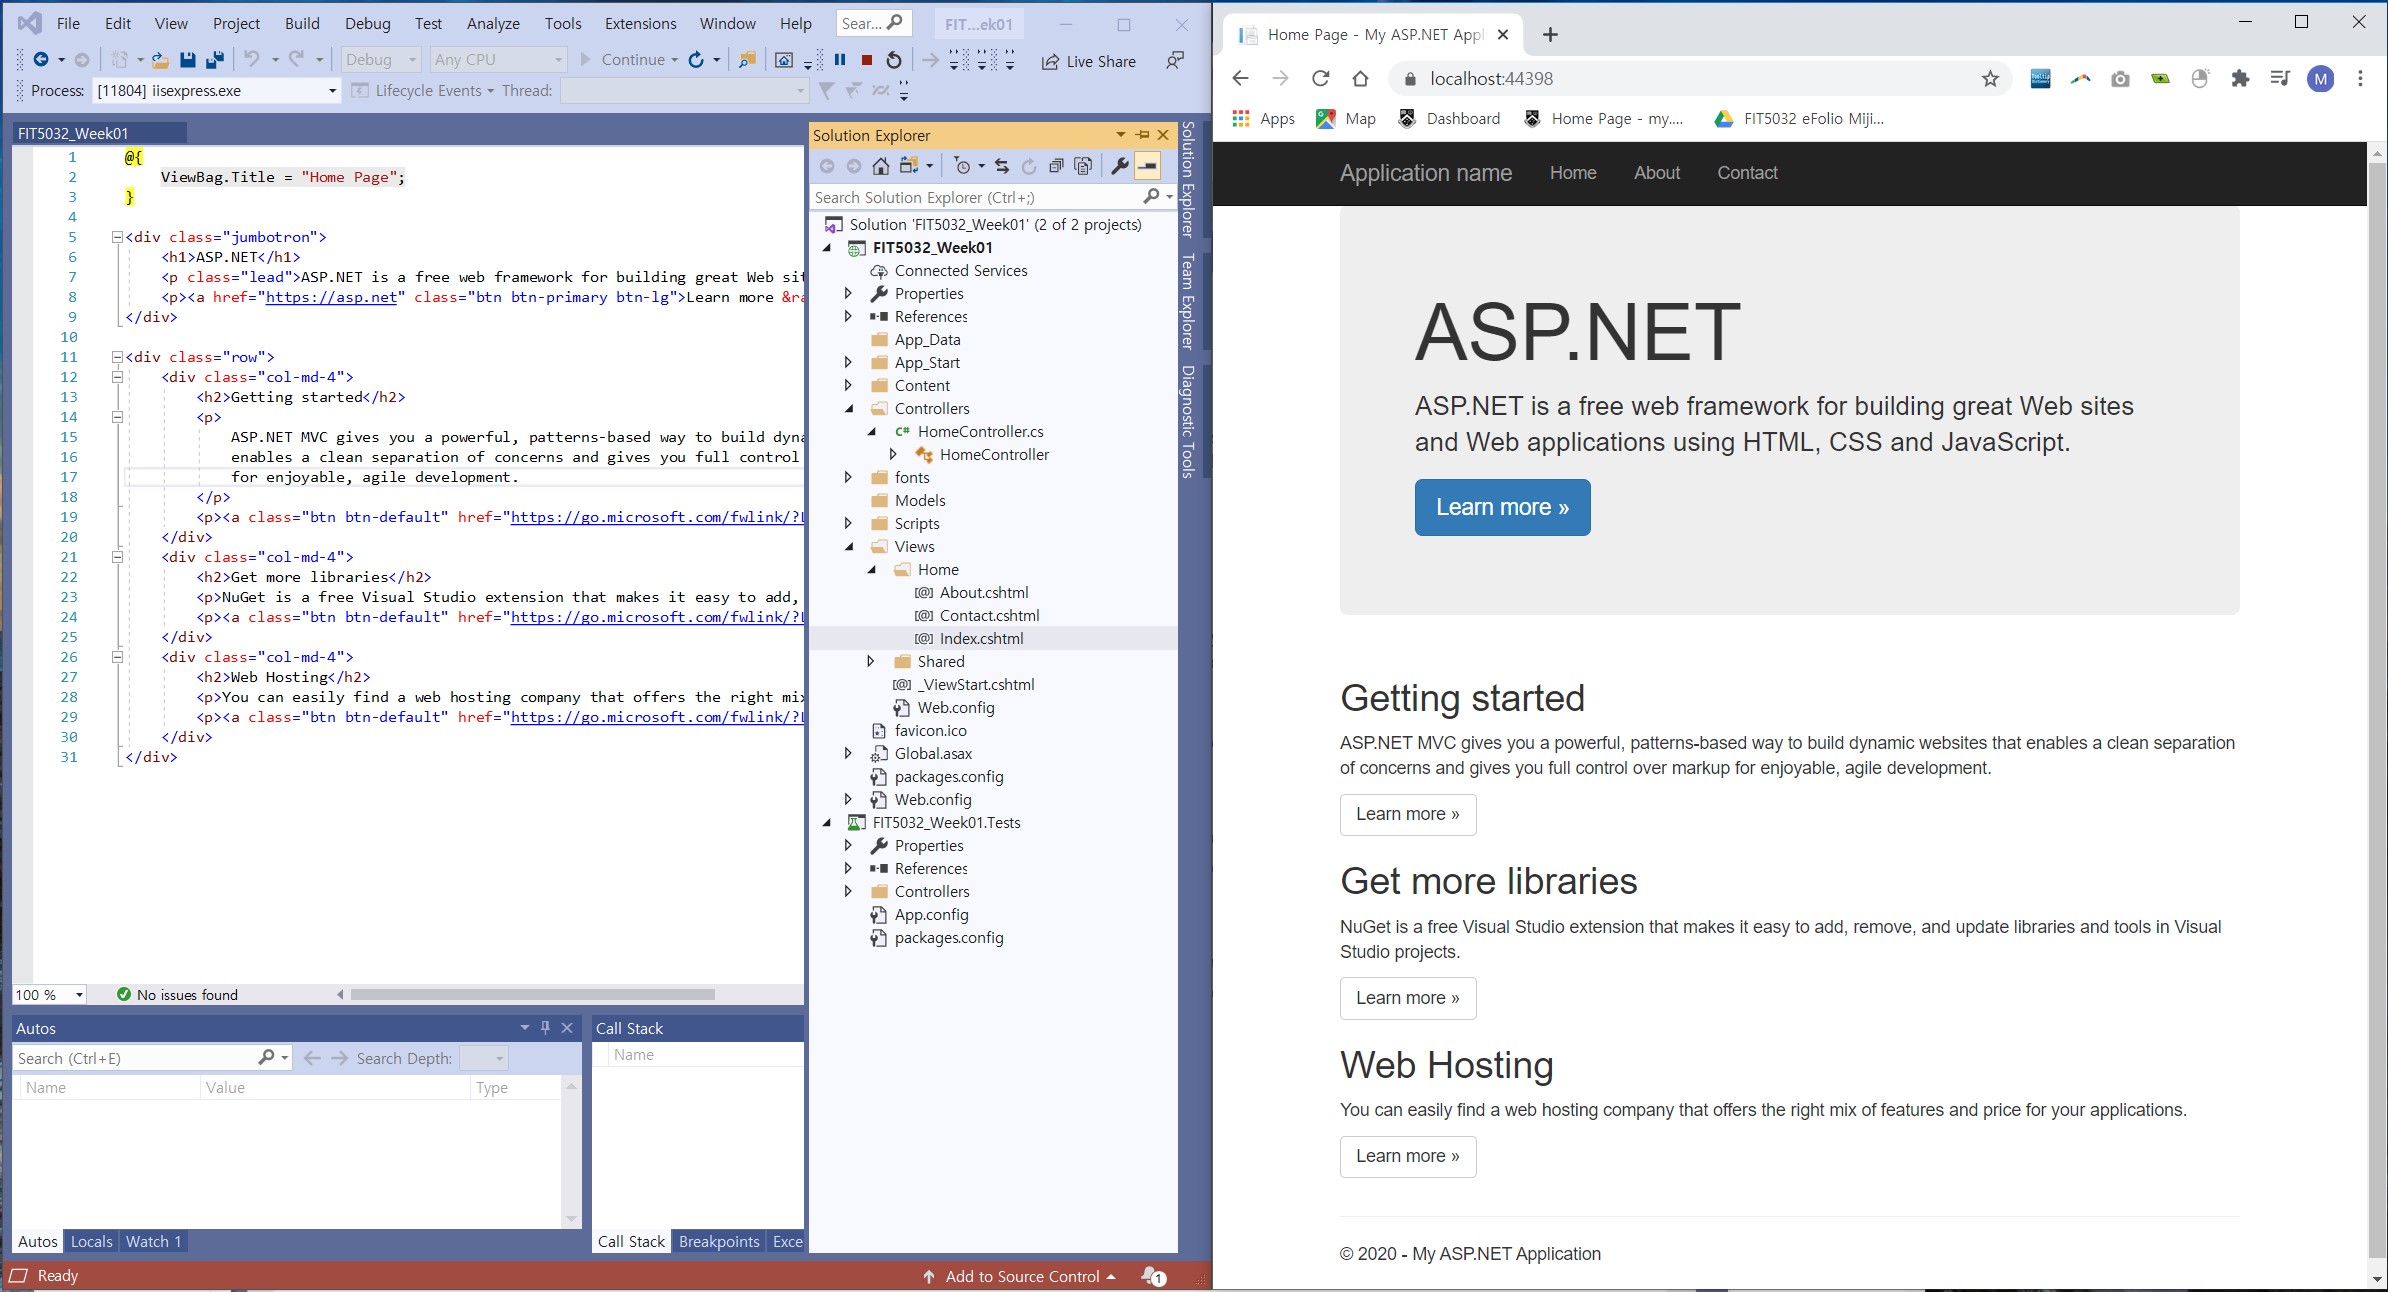 File Edit View Project Build Debug Test Analyze Tools Extensions Window Help Sear... FIT...ek01
Debug Any CPU Continue Live Share
Process: [11804] iisexpress.exe Lifecycle Events Thread:
FIT5032_Week01
1 @{
2 ViewBag.Title = "Home Page";
3 }
4
5 <div class="jumbotron">
6 <h1>ASP.NET</h1>
7 <p class="lead">ASP.NET is a free web framework for building great Web sit
8 <p><a href="https://asp.net" class="btn btn-primary btn-lg">Learn more &ra
9 </div>
10
11 <div class="row">
12 <div class="col-md-4">
13 <h2>Getting started</h2>
14 <p>
15 ASP.NET MVC gives you a powerful, patterns-based way to build dyna
16 enables a clean separation of concerns and gives you full control
17 for enjoyable, agile development.
18 </p>
19 <p><a class="btn btn-default" href="https://go.microsoft.com/fwlink/?L
20 </div>
21 <div class="col-md-4">
22 <h2>Get more libraries</h2>
23 <p>NuGet is a free Visual Studio extension that makes it easy to add,
24 <p><a class="btn btn-default" href="https://go.microsoft.com/fwlink/?L
25 </div>
26 <div class="col-md-4">
27 <h2>Web Hosting</h2>
28 <p>You can easily find a web hosting company that offers the right mix
29 <p><a class="btn btn-default" href="https://go.microsoft.com/fwlink/?L
30 </div>
31 </div>
100 % No issues found
Autos
Search (Ctrl+E) Search Depth:
Name Value Type
Autos Locals Watch 1
Call Stack
Name
Call Stack Breakpoints Exce
Solution Explorer
Search Solution Explorer (Ctrl+;)
Solution 'FIT5032_Week01' (2 of 2 projects)
FIT5032_Week01
Connected Services
Properties
References
App_Data
App_Start
Content
Controllers
C# HomeController.cs
HomeController
fonts
Models
Scripts
Views
Home
[@] About.cshtml
[@] Contact.cshtml
[@] Index.cshtml
Shared
[@] _ViewStart.cshtml
Web.config
favicon.ico
Global.asax
packages.config
Web.config
FIT5032_Week01.Tests
Properties
References
Controllers
App.config
packages.config
Solution Explorer
Team Explorer
Diagnostic Tools
Ready Add to Source Control 1
Home Page - My ASP.NET Appl
localhost:44398 M
Apps Map Dashboard Home Page - my.... FIT5032 eFolio Miji...
Application name Home About Contact
ASP.NET
ASP.NET is a free web framework for building great Web sites
and Web applications using HTML, CSS and JavaScript.
Learn more »
Getting started
ASP.NET MVC gives you a powerful, patterns-based way to build dynamic websites that enables a clean separation
of concerns and gives you full control over markup for enjoyable, agile development.
Learn more »
Get more libraries
NuGet is a free Visual Studio extension that makes it easy to add, remove, and update libraries and tools in Visual
Studio projects.
Learn more »
Web Hosting
You can easily find a web hosting company that offers the right mix of features and price for your applications.
Learn more »
© 2020 - My ASP.NET Application